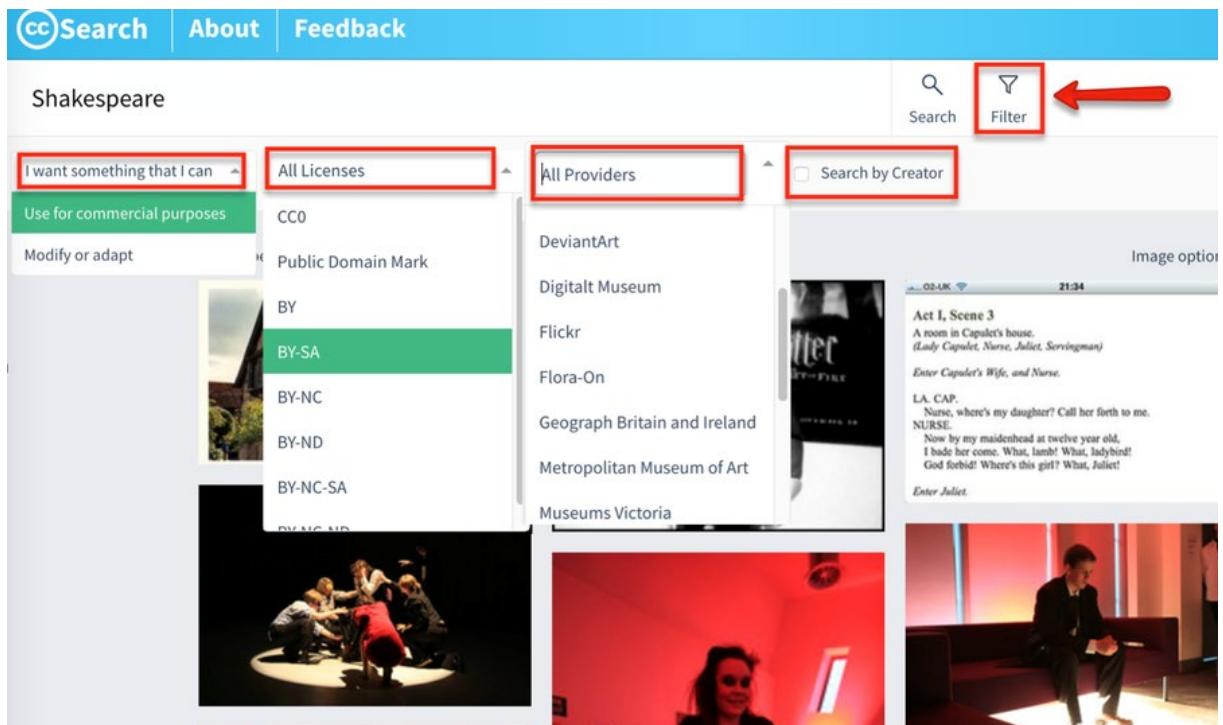 cc Search About Feedback
Shakespeare
Search Filter
I want something that I can
Use for commercial purposes
Modify or adapt
All Licenses
CC0
Public Domain Mark
BY
BY-SA
BY-NC
BY-ND
BY-NC-SA
BY-NC-ND
All Providers
DeviantArt
Digitalt Museum
Flickr
Flora-On
Geograph Britain and Ireland
Metropolitan Museum of Art
Museums Victoria
Search by Creator
Image option
O2-UK 21:34
Act I, Scene 3
A room in Capulet's house.
(Lady Capulet, Nurse, Juliet, Servingman)
Enter Capulet's Wife, and Nurse.
LA. CAP.
Nurse, where's my daughter? Call her forth to me.
NURSE.
Now by my maidenhead at twelve year old,
I bade her come. What, lamb! What, ladybird!
God forbid! Where's this girl? What, Juliet!
Enter Juliet.